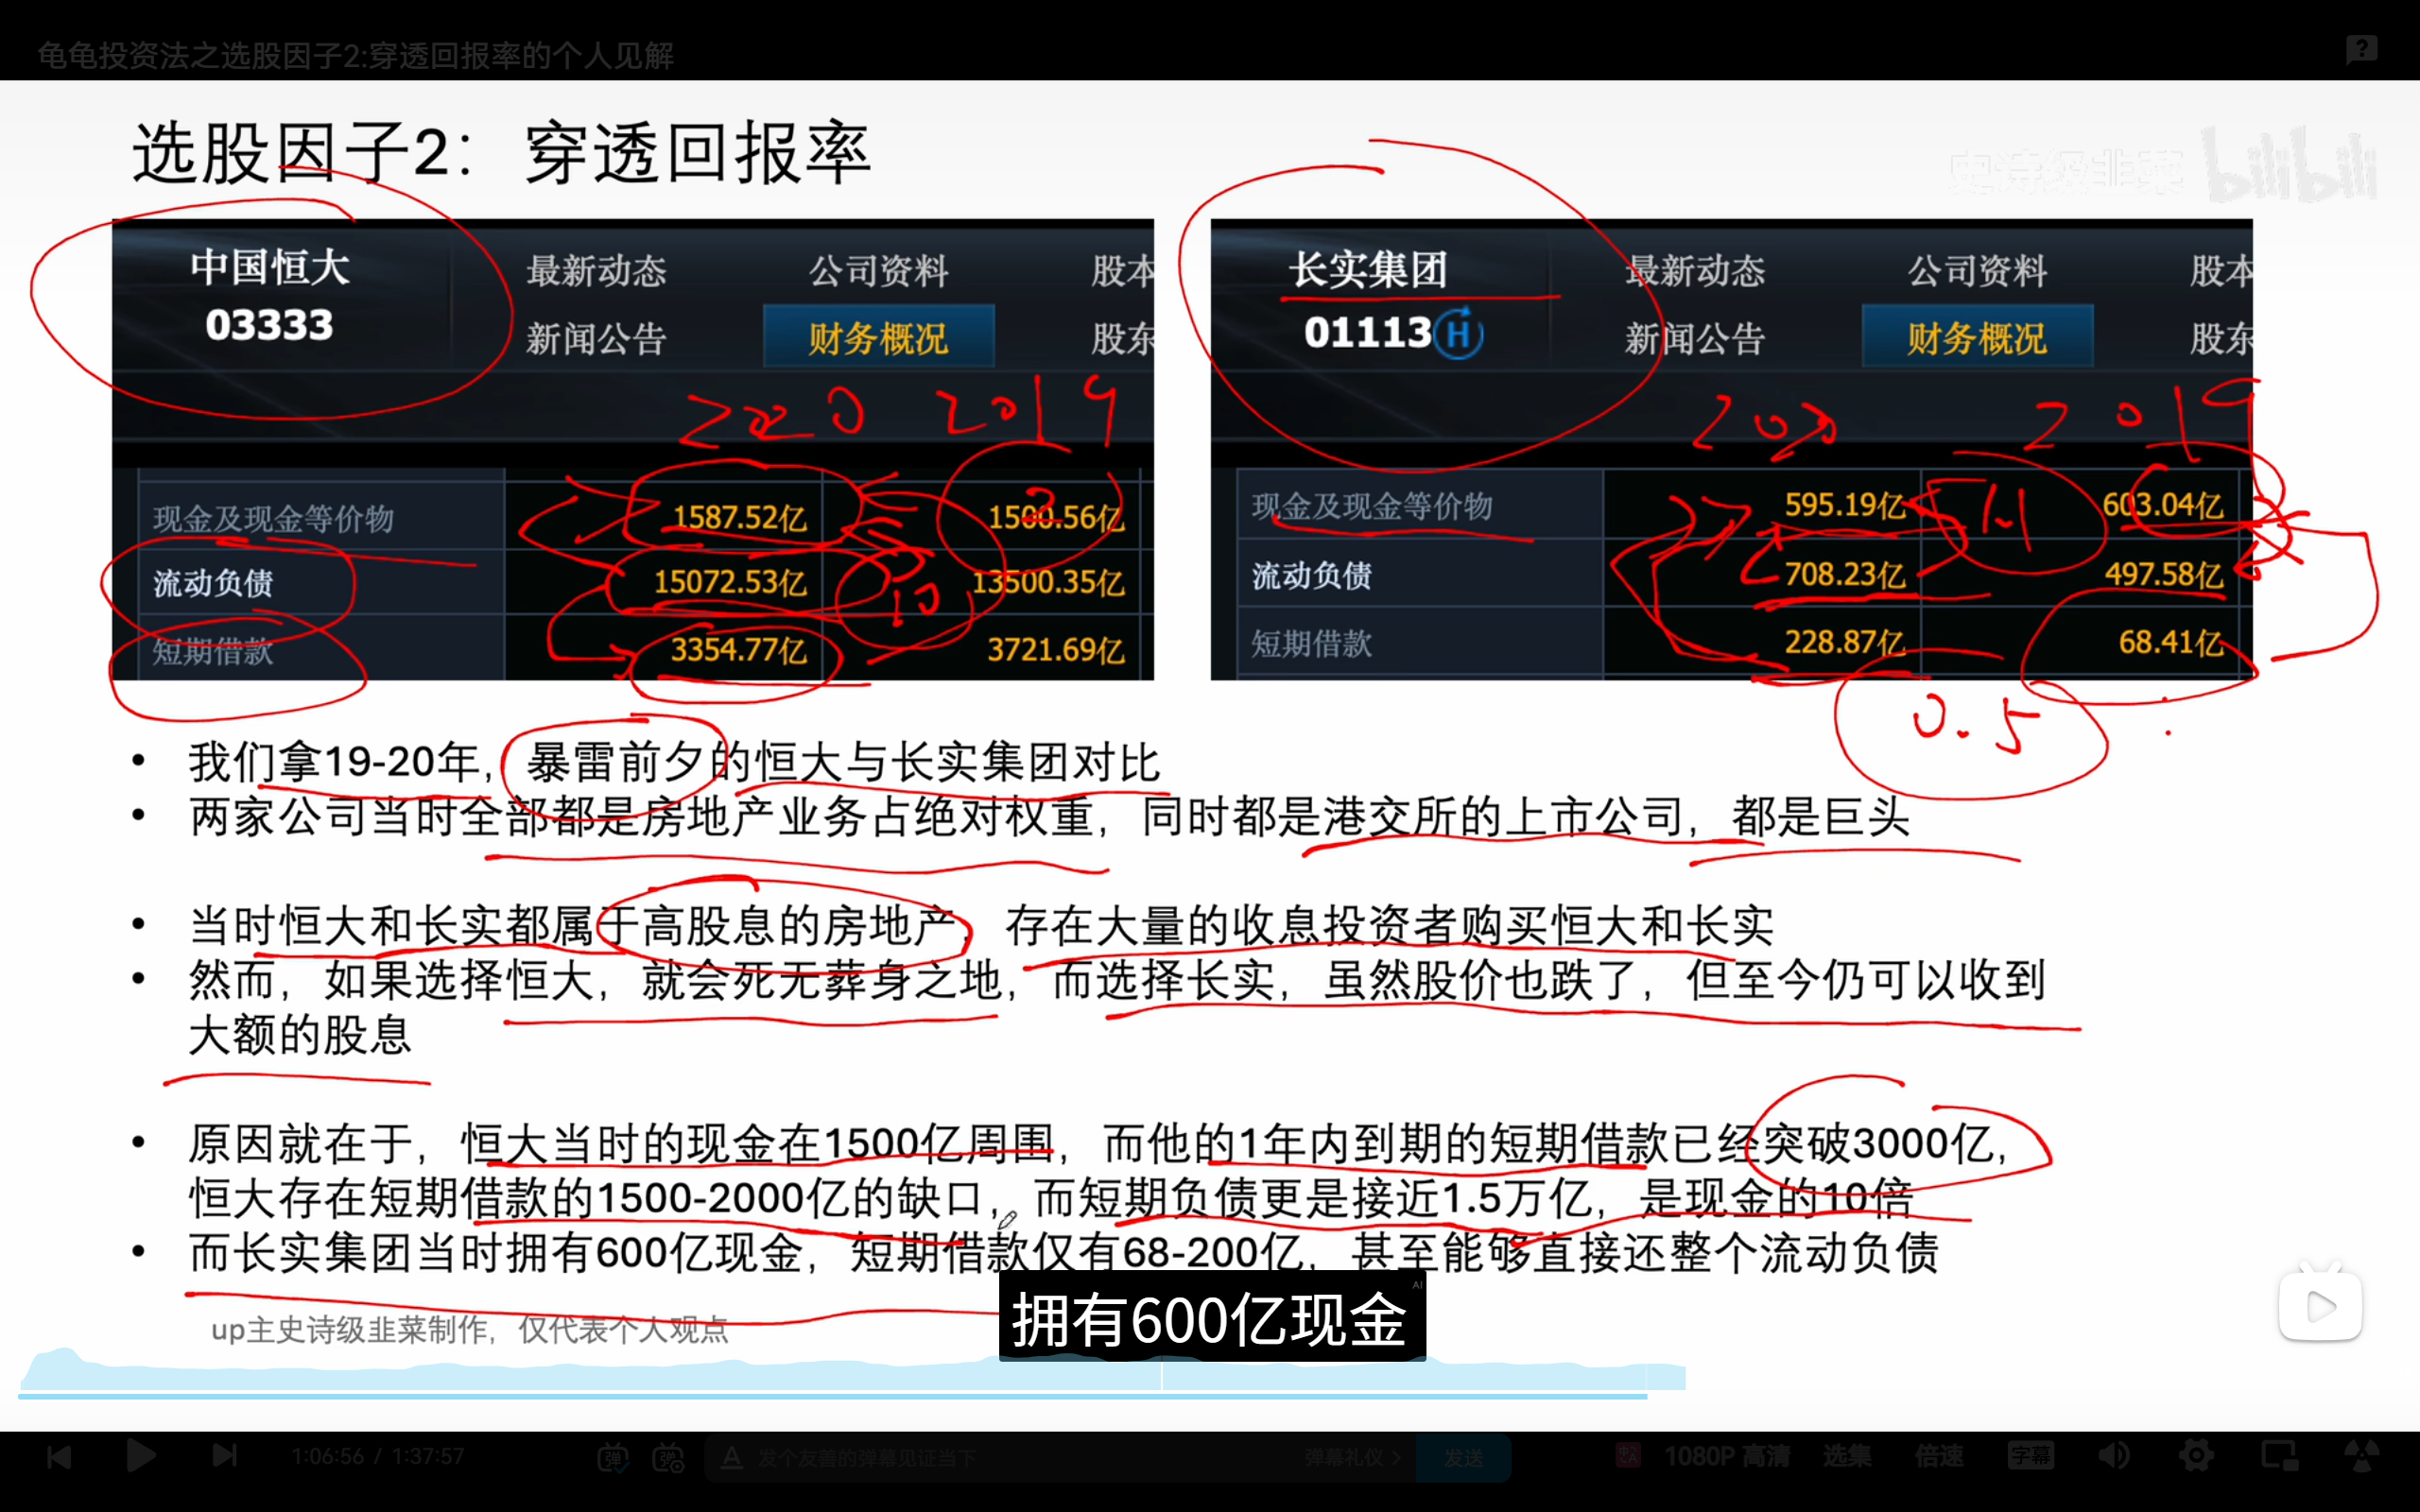 龟龟投资法之选股因子2:穿透回报率的个人见解
选股因子2：穿透回报率
史诗级韭菜 bilibili
中国恒大
03333
最新动态 公司资料 股本
新闻公告 财务概况 股东
2020 2019
现金及现金等价物 1587.52亿 1500.56亿
流动负债 15072.53亿 13500.35亿
10
短期借款 3354.77亿 3721.69亿
长实集团
01113 H
最新动态 公司资料 股本
新闻公告 财务概况 股东
2020 2019
现金及现金等价物 595.19亿 603.04亿
1.1
流动负债 708.23亿 497.58亿
短期借款 228.87亿 68.41亿
0.5
• 我们拿19-20年，暴雷前夕的恒大与长实集团对比
• 两家公司当时全部都是房地产业务占绝对权重，同时都是港交所的上市公司，都是巨头
• 当时恒大和长实都属于高股息的房地产，存在大量的收息投资者购买恒大和长实
• 然而，如果选择恒大，就会死无葬身之地，而选择长实，虽然股价也跌了，但至今仍可以收到
大额的股息
• 原因就在于，恒大当时的现金在1500亿周围，而他的1年内到期的短期借款已经突破3000亿，
恒大存在短期借款的1500-2000亿的缺口，而短期负债更是接近1.5万亿，是现金的10倍
• 而长实集团当时拥有600亿现金，短期借款仅有68-200亿，甚至能够直接还整个流动负债
拥有600亿现金
AI
up主史诗级韭菜制作，仅代表个人观点
1:06:56 / 1:37:57
弹 弹
A 发个友善的弹幕见证当下
弹幕礼仪 >
发送
1080P 高清
选集
倍速
字幕